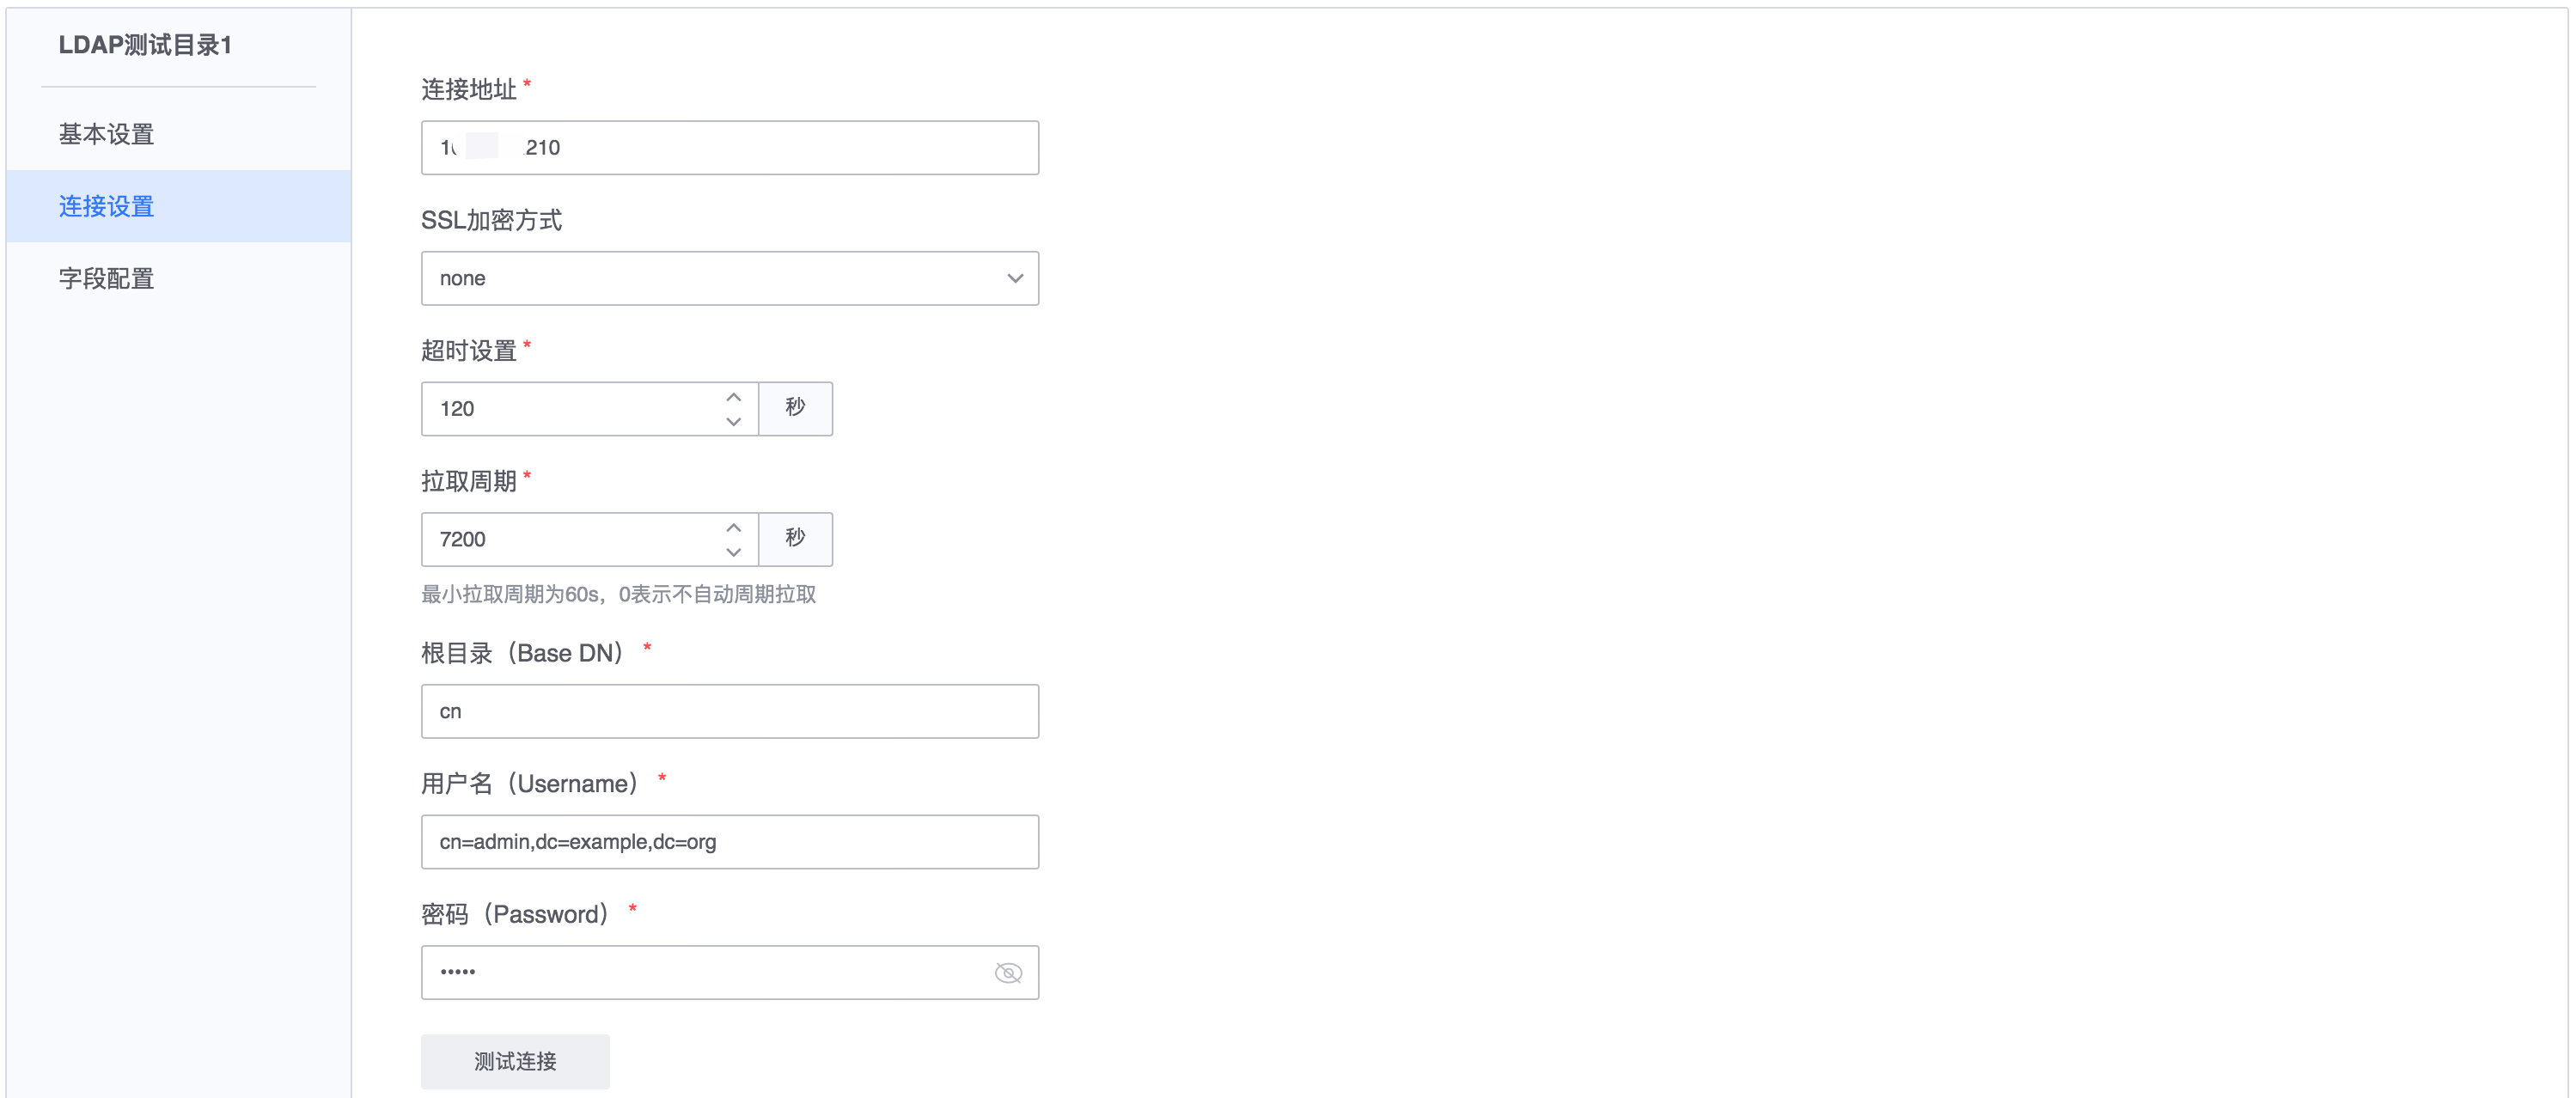 LDAP测试目录1
基本设置
连接设置
字段配置
连接地址 *
.210
SSL加密方式
none
超时设置 *
120 秒
拉取周期 *
7200 秒
最小拉取周期为60s，0表示不自动周期拉取
根目录（Base DN） *
cn
用户名（Username） *
cn=admin,dc=example,dc=org
密码（Password） *
•••••
测试连接